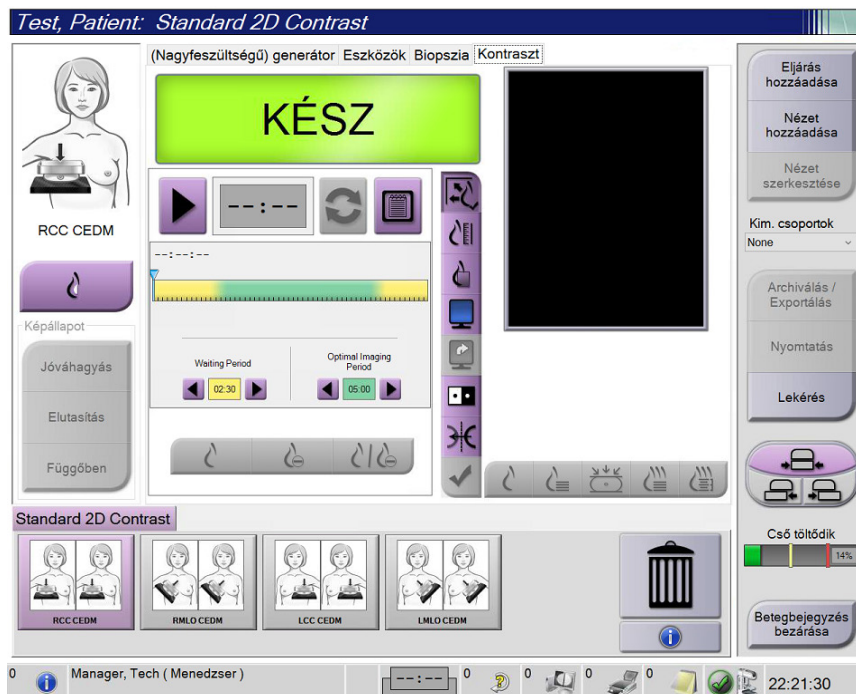 Test, Patient: Standard 2D Contrast
(Nagyfeszültségű) generátor Eszközök Biopszia Kontraszt
KÉSZ
RCC CEDM
--:--
--:--:--
Waiting Period
Optimal Imaging
Period
02:30
05:00
Képállapot
Jóváhagyás
Elutasítás
Függőben
Eljárás
hozzáadása
Nézet
hozzáadása
Nézet
szerkesztése
Kim. csoportok
None
Archiválás /
Exportálás
Nyomtatás
Lekérés
Cső töltődik
14%
Betegbejegyzés
bezárása
Standard 2D Contrast
RCC CEDM
RMLO CEDM
LCC CEDM
LMLO CEDM
0 Manager, Tech ( Menedzser ) --:-- 0 0 0 0 22:21:30